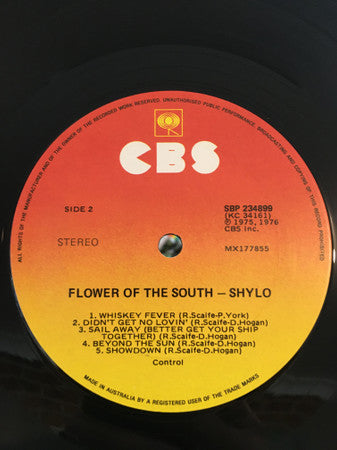 ALL RIGHTS OF THE MANUFACTURER AND OF THE OWNER OF THE RECORDED WORK RESERVED. UNAUTHORISED PUBLIC PERFORMANCE, BROADCASTING AND COPYING OF THIS RECORD PROHIBITED
CBS
SIDE 2
SBP 234899
(KC 34161)
℗ 1975, 1976
CBS Inc.
STEREO
MX177855
FLOWER OF THE SOUTH – SHYLO
1. WHISKEY FEVER (R.Scaife-P.York)
2. DIDN'T GET NO LOVIN' (R.Scaife-D.Hogan)
3. SAIL AWAY (BETTER GET YOUR SHIP
TOGETHER) (R.Scaife-D.Hogan)
4. BEYOND THE SUN (R.Scaife-D.Hogan)
5. SHOWDOWN (R.Scaife-D.Hogan)
Control
MADE IN AUSTRALIA BY A REGISTERED USER OF THE TRADE MARKS